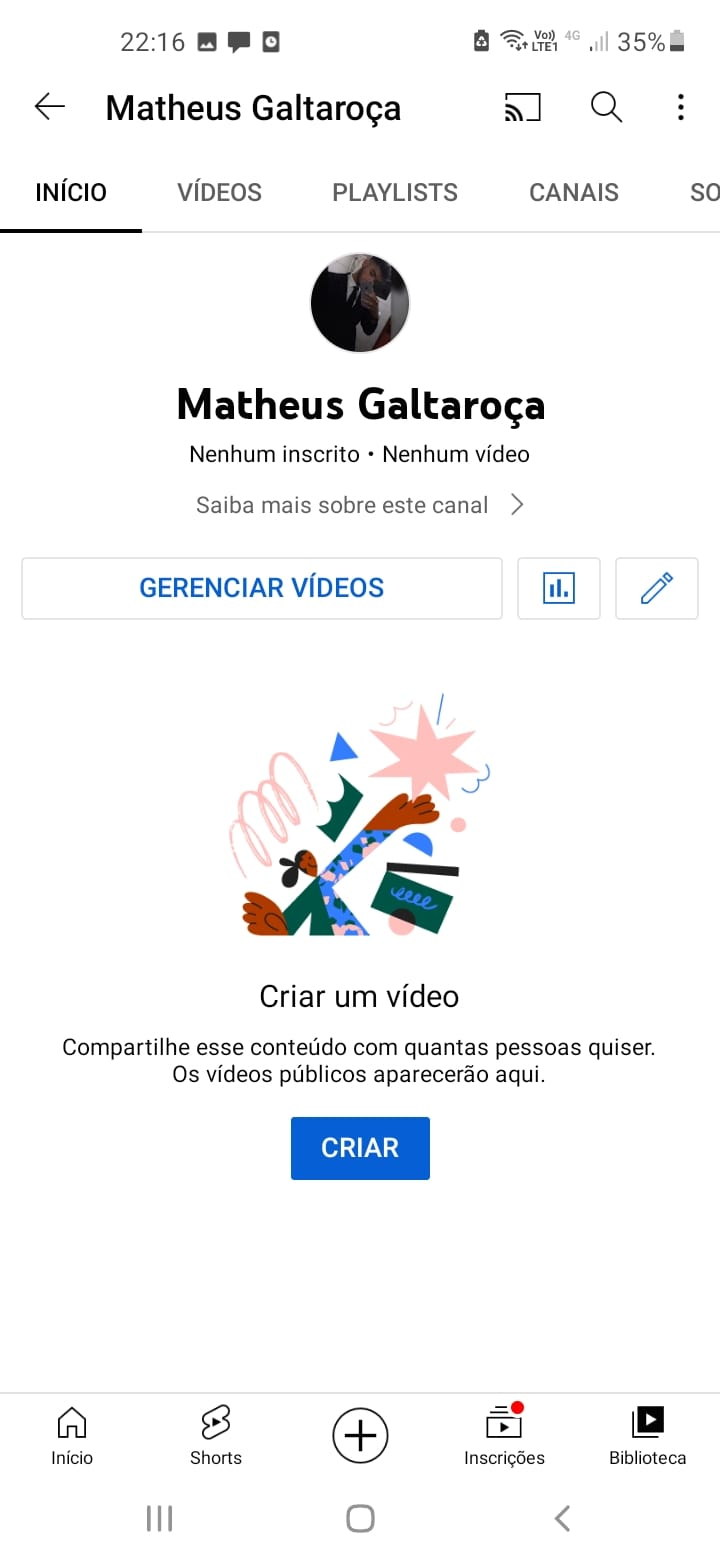 22:16 Vo)) LTE1 4G 35%
Matheus Galtaroça
INÍCIO VÍDEOS PLAYLISTS CANAIS SO
Matheus Galtaroça
Nenhum inscrito • Nenhum vídeo
Saiba mais sobre este canal
GERENCIAR VÍDEOS
Criar um vídeo
Compartilhe esse conteúdo com quantas pessoas quiser.
Os vídeos públicos aparecerão aqui.
CRIAR
Início Shorts Inscrições Biblioteca